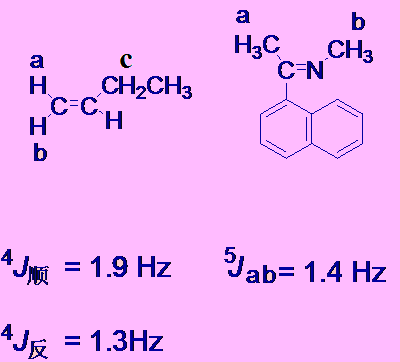 a
c
H
CH₂CH₃
C=C
H
H
b
a
b
H₃C
CH₃
C=N
⁴J顺 = 1.9 Hz
⁵Jab= 1.4 Hz
⁴J反 = 1.3Hz